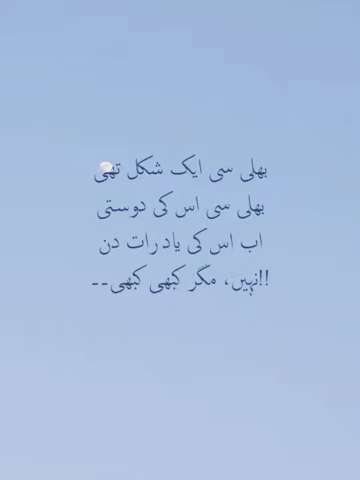 بھلی سی ایک شکل تھی
بھلی سی اس کی دوستی
اب اس کی یاد رات دن
نہیں، مگر کبھی کبھی--!!